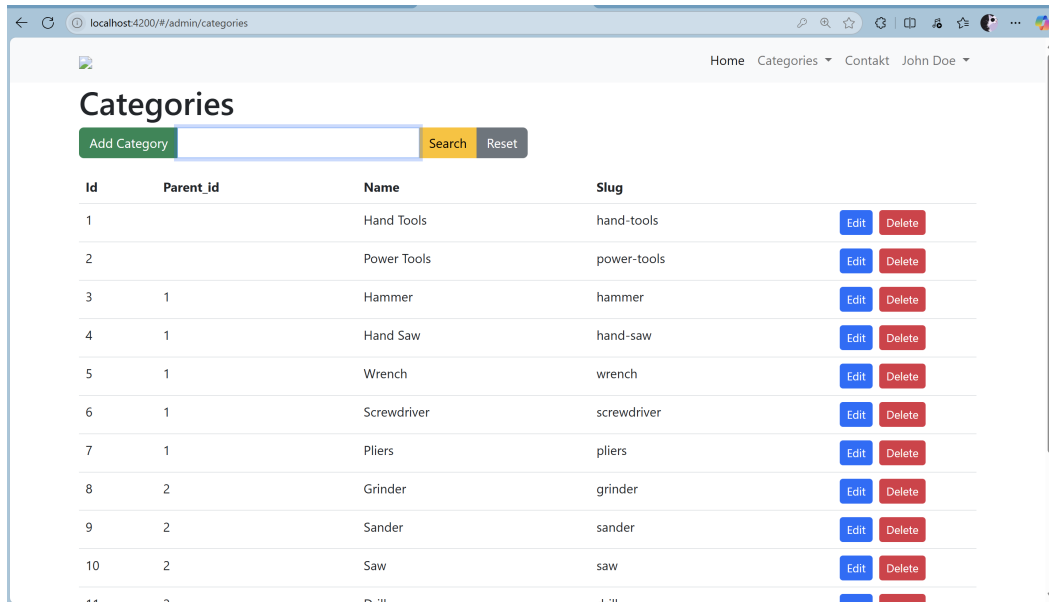 localhost:4200/#/admin/categories
Home Categories Contakt John Doe
Categories
Add Category Search Reset
Id Parent_id Name Slug
1 Hand Tools hand-tools Edit Delete
2 Power Tools power-tools Edit Delete
3 1 Hammer hammer Edit Delete
4 1 Hand Saw hand-saw Edit Delete
5 1 Wrench wrench Edit Delete
6 1 Screwdriver screwdriver Edit Delete
7 1 Pliers pliers Edit Delete
8 2 Grinder grinder Edit Delete
9 2 Sander sander Edit Delete
10 2 Saw saw Edit Delete